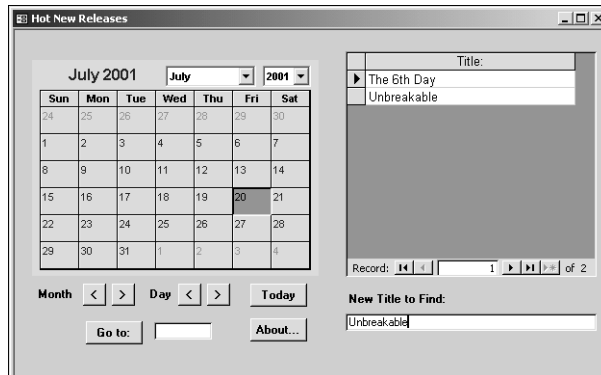 Hot New Releases
July 2001 July 2001
Sun Mon Tue Wed Thu Fri Sat
24 25 26 27 28 29 30
1 2 3 4 5 6 7
8 9 10 11 12 13 14
15 16 17 18 19 20 21
22 23 24 25 26 27 28
29 30 31 1 2 3 4
Month < > Day < > Today
Go to: About...
Title:
The 6th Day
Unbreakable
Record: 1 of 2
New Title to Find:
Unbreakable